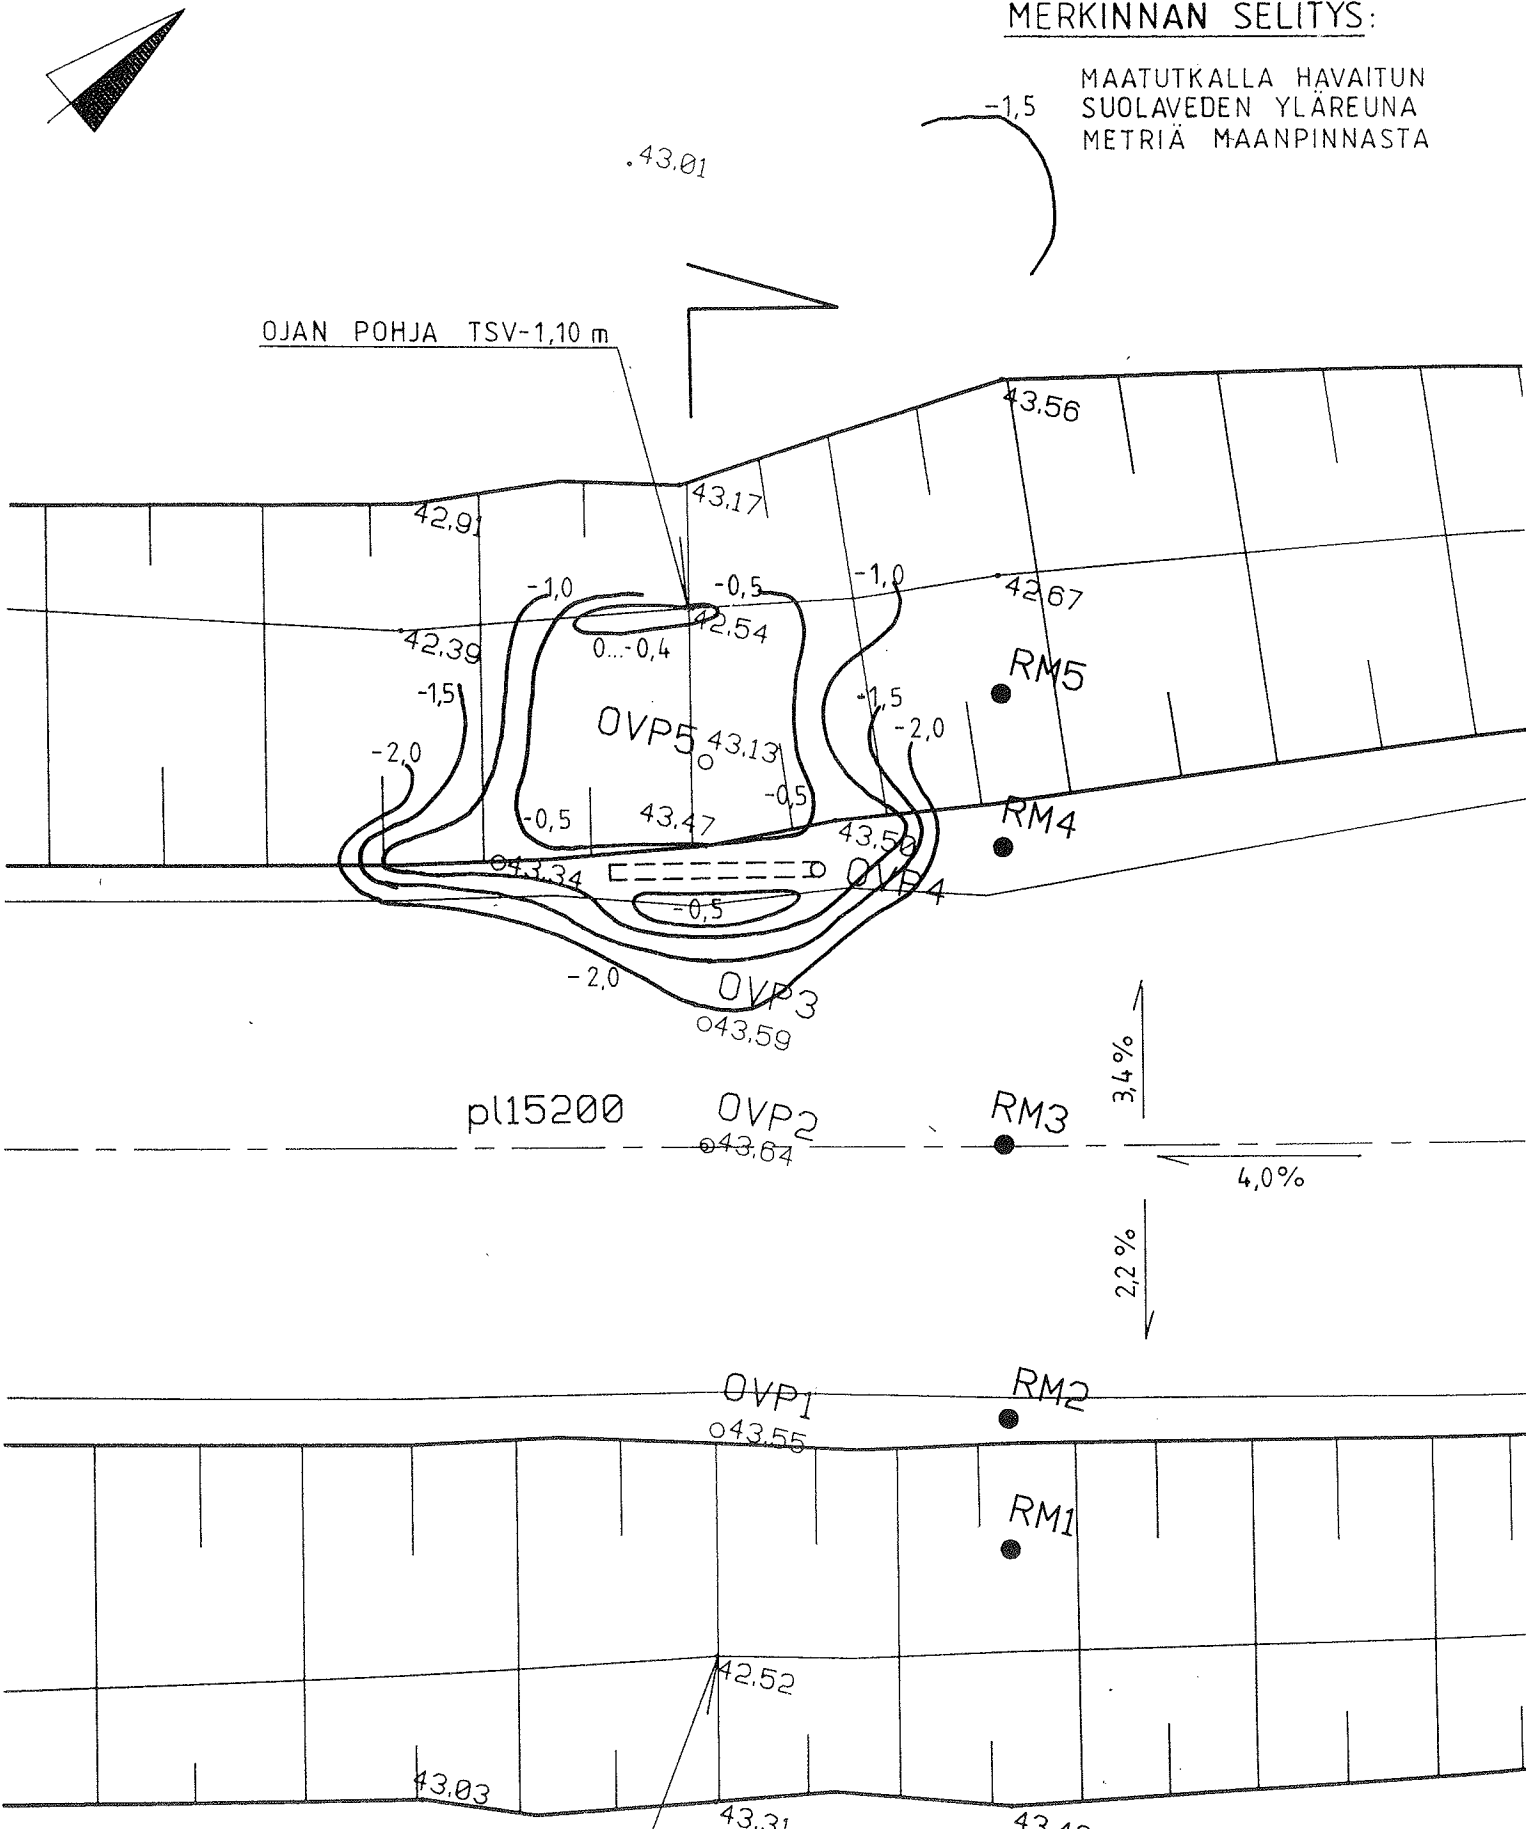 MERKINNAN SELITYS:
-1,5
MAATUTKALLA HAVAITUN
SUOLAVEDEN YLÄREUNA
METRIÄ MAANPINNASTA
.43.01
OJAN POHJA TSV-1,10 m
43.56
43.17
42.91
-1,0
-0,5
-1,0
42.67
42.54
42.39
0...-0,4
RM5
-1,5
-1,5
OVP5
43.13
-2,0
-2,0
-0,5
-0,5
43.47
43.50
RM4
43.34
OVP4
-0,5
-2,0
OVP3
43.59
3,4%
pl15200
OVP2
43.64
RM3
4,0%
2,2%
OVP1
43.55
RM2
RM1
42.52
43.03
43.31